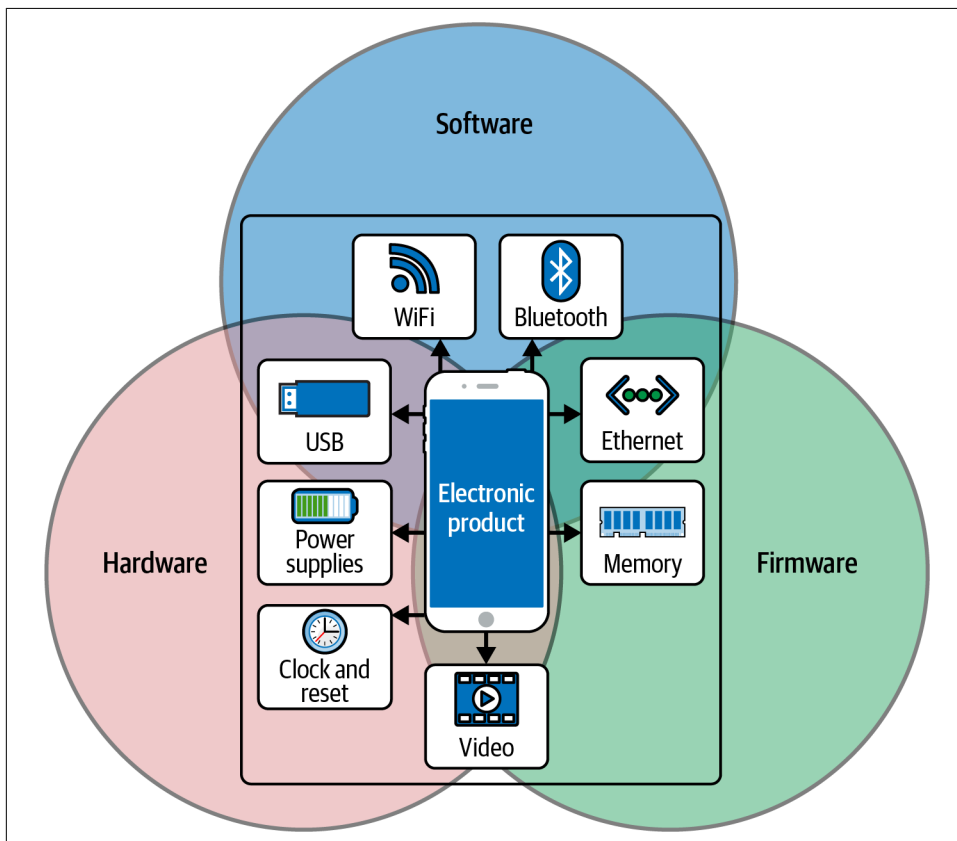 Software
WiFi
Bluetooth
USB
Ethernet
Electronic
product
Power
supplies
Memory
Hardware
Firmware
Clock and
reset
Video